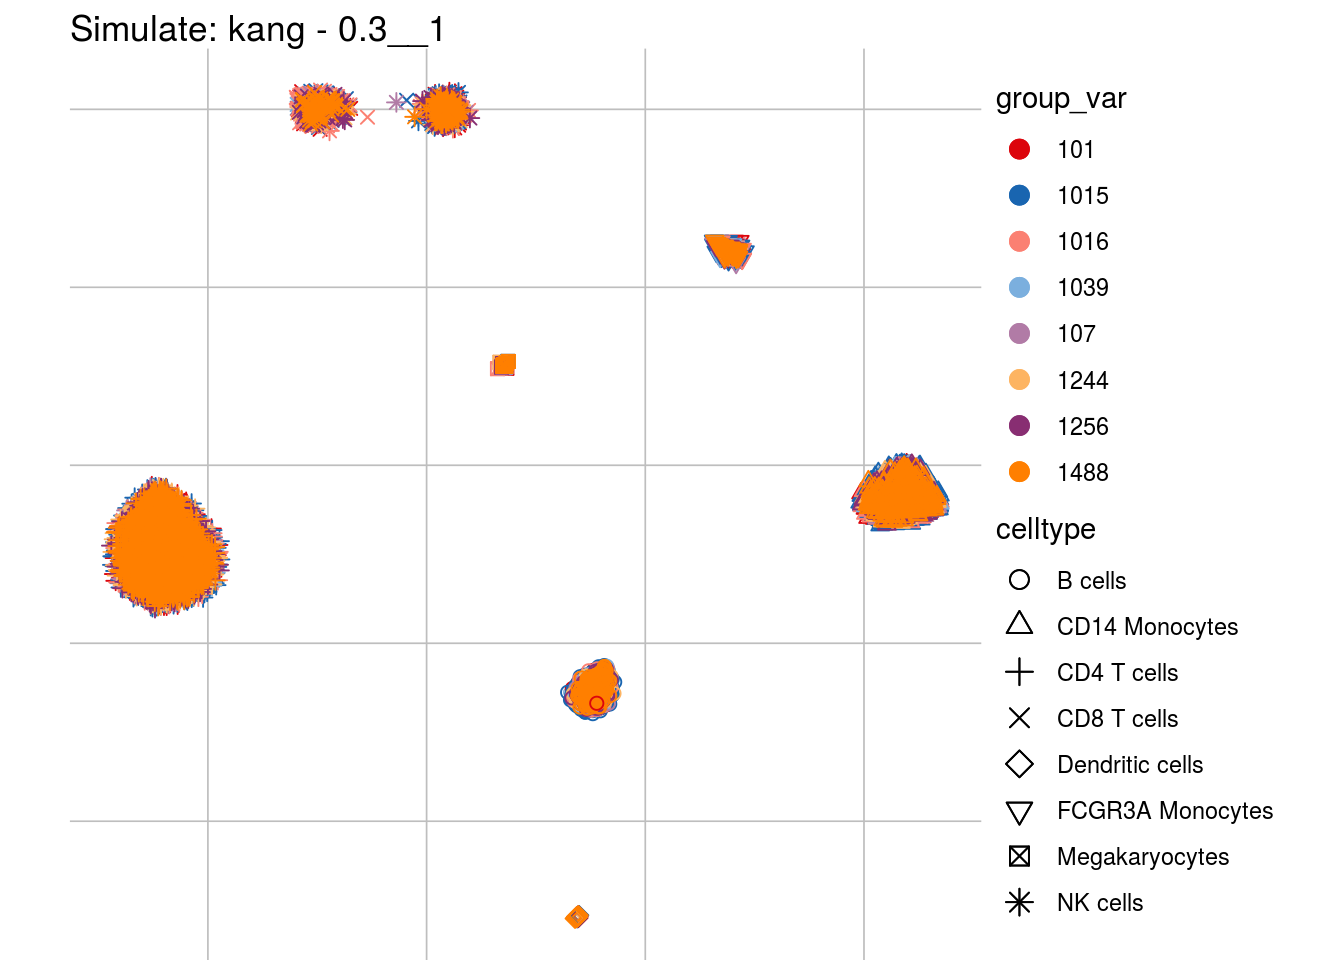 Simulate: kang - 0.3__1
group_var
101
1015
1016
1039
107
1244
1256
1488
celltype
B cells
CD14 Monocytes
CD4 T cells
CD8 T cells
Dendritic cells
FCGR3A Monocytes
Megakaryocytes
NK cells